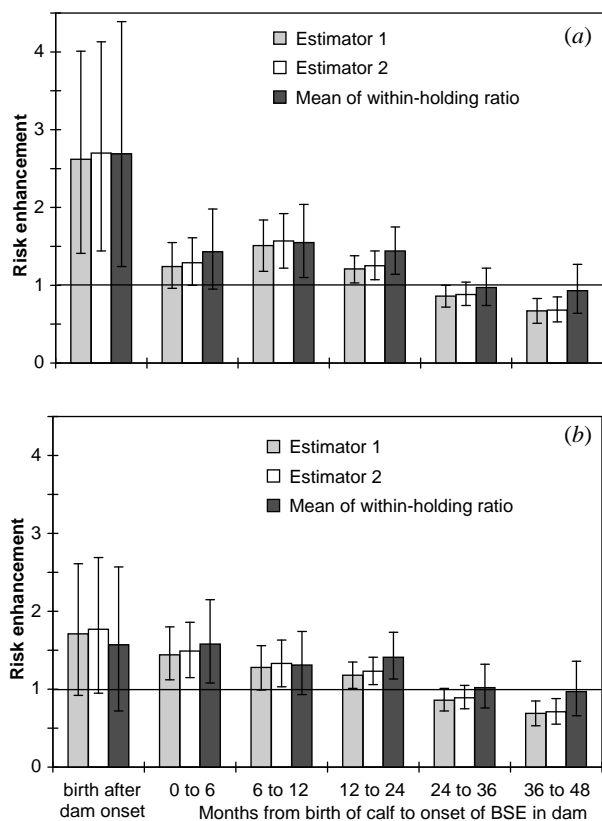 (a)
Estimator 1
Estimator 2
Mean of within-holding ratio
Risk enhancement
4
3
2
1
0
(b)
Estimator 1
Estimator 2
Mean of within-holding ratio
Risk enhancement
4
3
2
1
0
birth after dam onset 0 to 6 6 to 12 12 to 24 24 to 36 36 to 48
Months from birth of calf to onset of BSE in dam